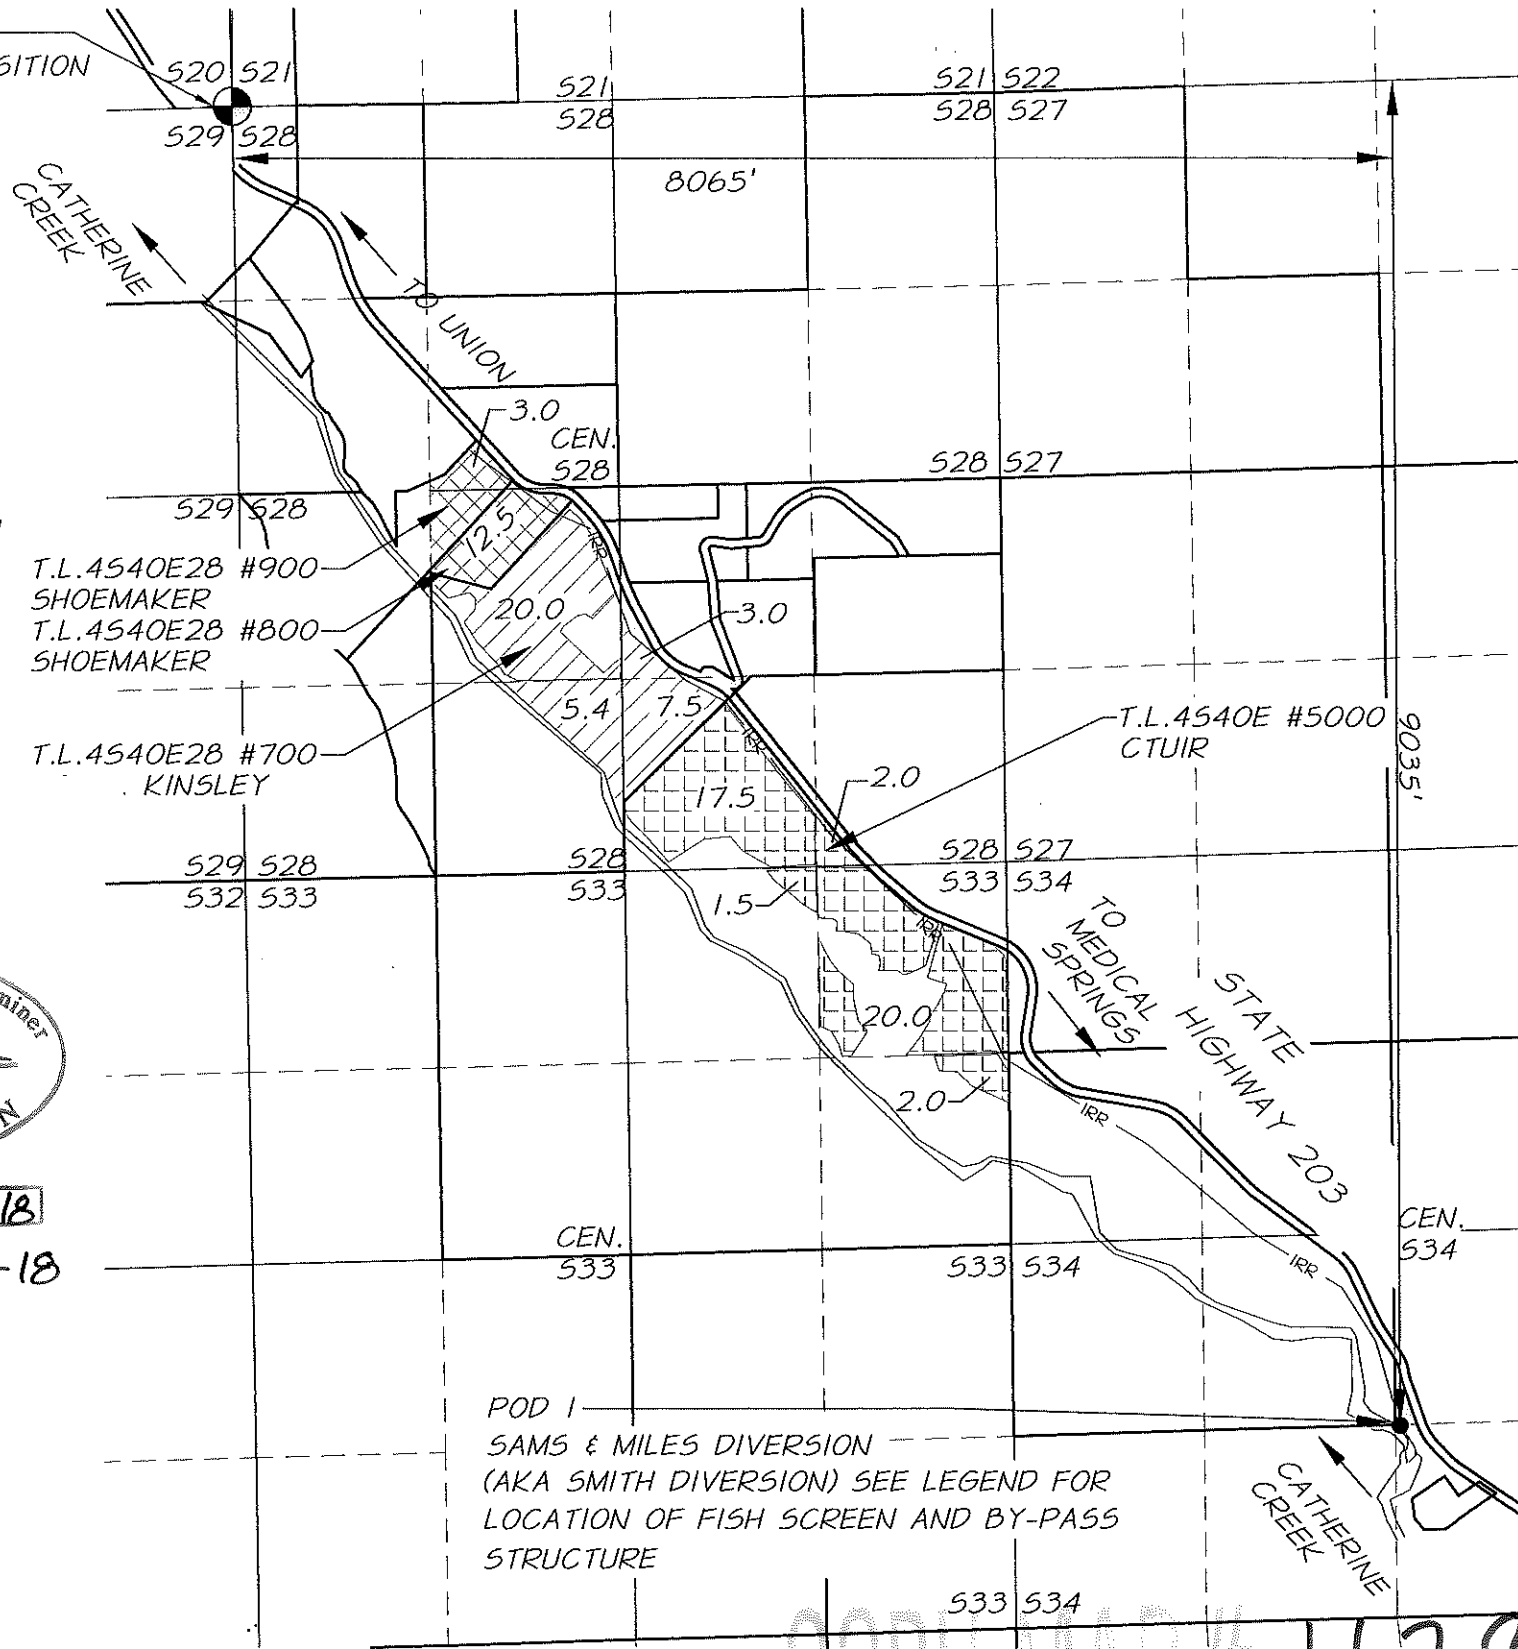 SITION
S20 S21
S29 S28
S21
S28
S21 S22
S28 S27
8065'
CATHERINE
CREEK
TO UNION
3.0
CEN.
S28
S28 S27
S29 S28
12.5
IRR
T.L.4S40E28 #900
SHOEMAKER
T.L.4S40E28 #800
SHOEMAKER
20.0
3.0
5.4
7.5
T.L.4S40E #5000
CTUIR
9035'
T.L.4S40E28 #700
KINSLEY
IRR
17.5
2.0
S29 S28
S32 S33
S28
S33
S28 S27
S33 S34
1.5
IRR
TO
MEDICAL
SPRINGS
STATE
HIGHWAY 203
20.0
2.0
IRR
miner
N
18
-18
CEN.
S33
S33 S34
IRR
CEN.
S34
POD 1
SAMS & MILES DIVERSION
(AKA SMITH DIVERSION) SEE LEGEND FOR
LOCATION OF FISH SCREEN AND BY-PASS
STRUCTURE
CATHERINE
CREEK
S33 S34